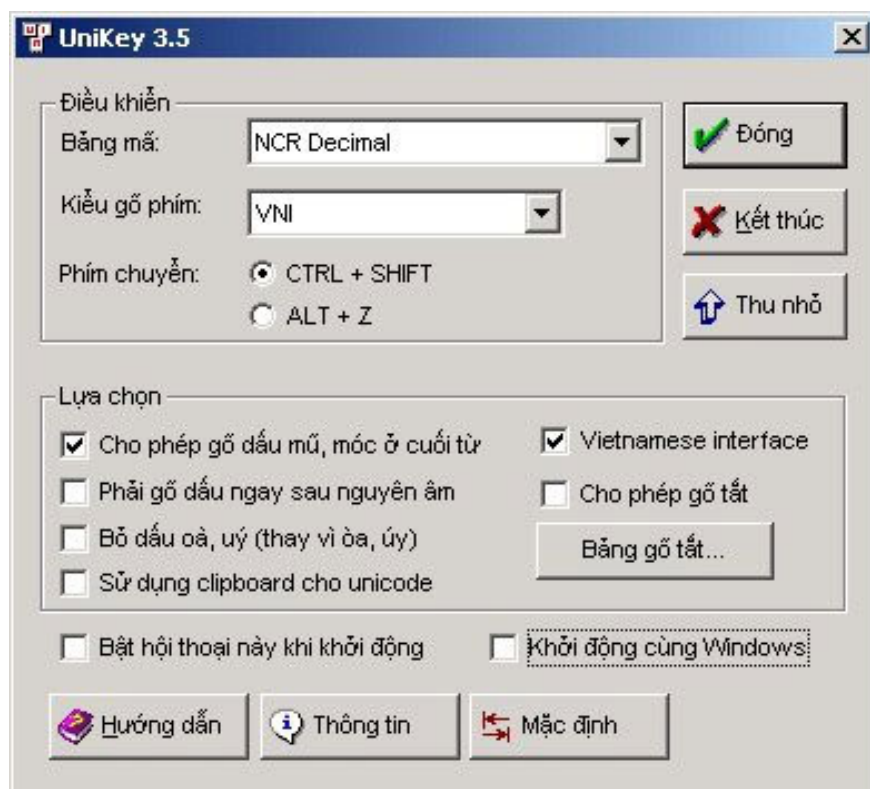 UniKey 3.5
Điều khiển
Bảng mã: NCR Decimal
Đóng
Kiểu gõ phím: VNI
Kết thúc
Phím chuyển: CTRL + SHIFT
ALT + Z
Thu nhỏ
Lựa chọn
Cho phép gõ dấu mũ, móc ở cuối từ
Vietnamese interface
Phải gõ dấu ngay sau nguyên âm
Cho phép gõ tắt
Bỏ dấu oà, uý (thay vì òa, úy)
Bảng gõ tắt...
Sử dụng clipboard cho unicode
Bật hội thoại này khi khởi động
Khởi động cùng Windows
Hướng dẫn
Thông tin
Mặc định